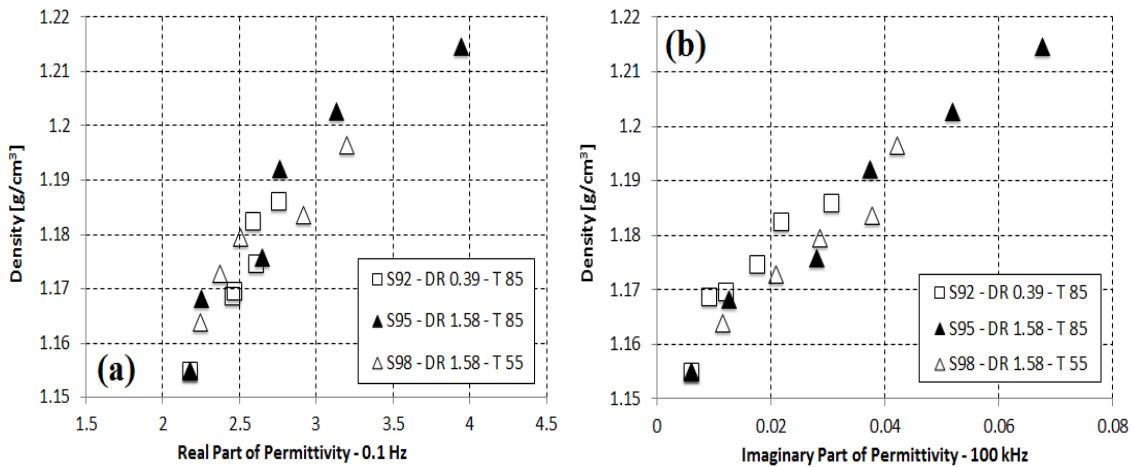 1.22
1.21
1.2
1.19
1.18
1.17
1.16
1.15
Density [g/cm³]
(a)
S92 - DR 0.39 - T 85
S95 - DR 1.58 - T 85
S98 - DR 1.58 - T 55
1.5 2 2.5 3 3.5 4 4.5
Real Part of Permittivity - 0.1 Hz
1.22
1.21
1.2
1.19
1.18
1.17
1.16
1.15
Density [g/cm³]
(b)
S92 - DR 0.39 - T 85
S95 - DR 1.58 - T 85
S98 - DR 1.58 - T 55
0 0.02 0.04 0.06 0.08
Imaginary Part of Permittivity - 100 kHz